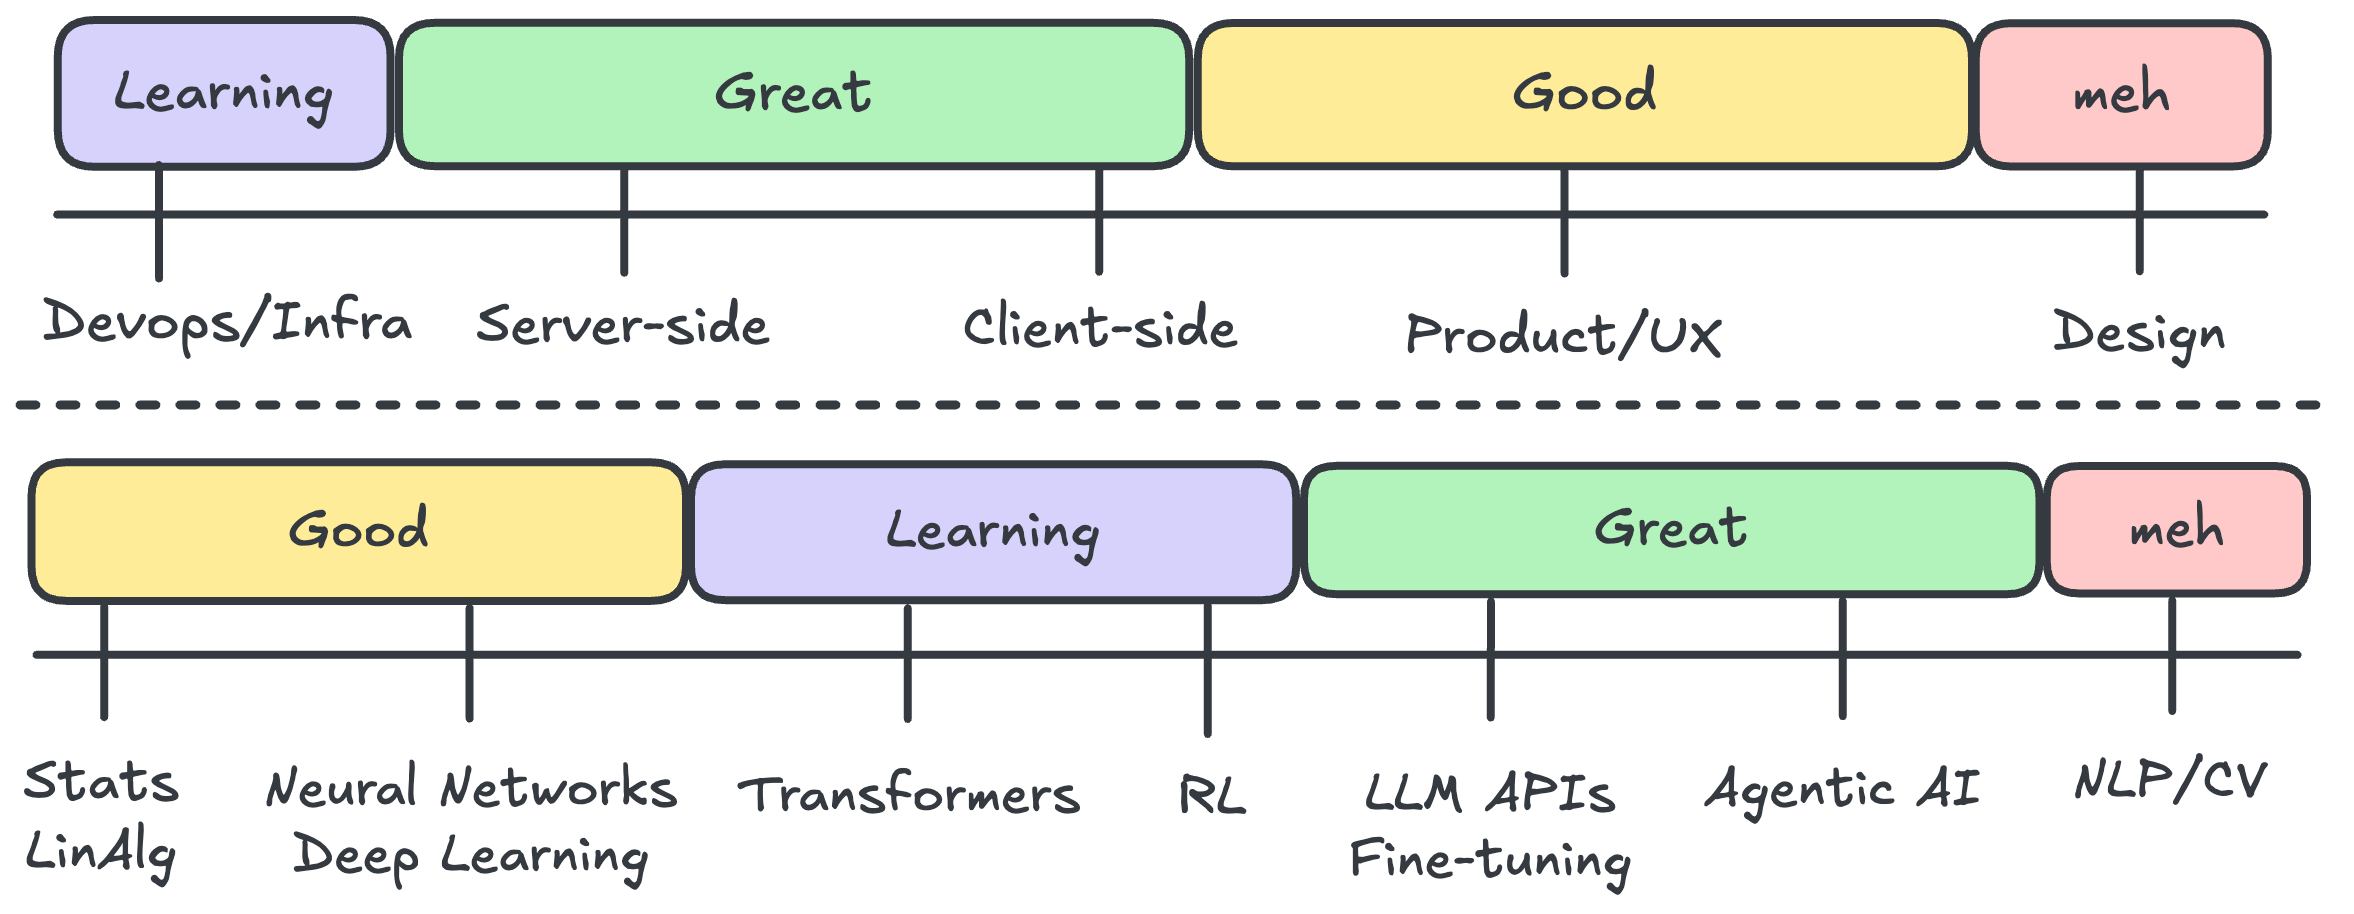 Learning
Great
Good
meh
Devops/Infra
Server-side
Client-side
Product/UX
Design
Good
Learning
Great
meh
Stats
LinAlg
Neural Networks
Deep Learning
Transformers
RL
LLM APIs
Fine-tuning
Agentic AI
NLP/CV